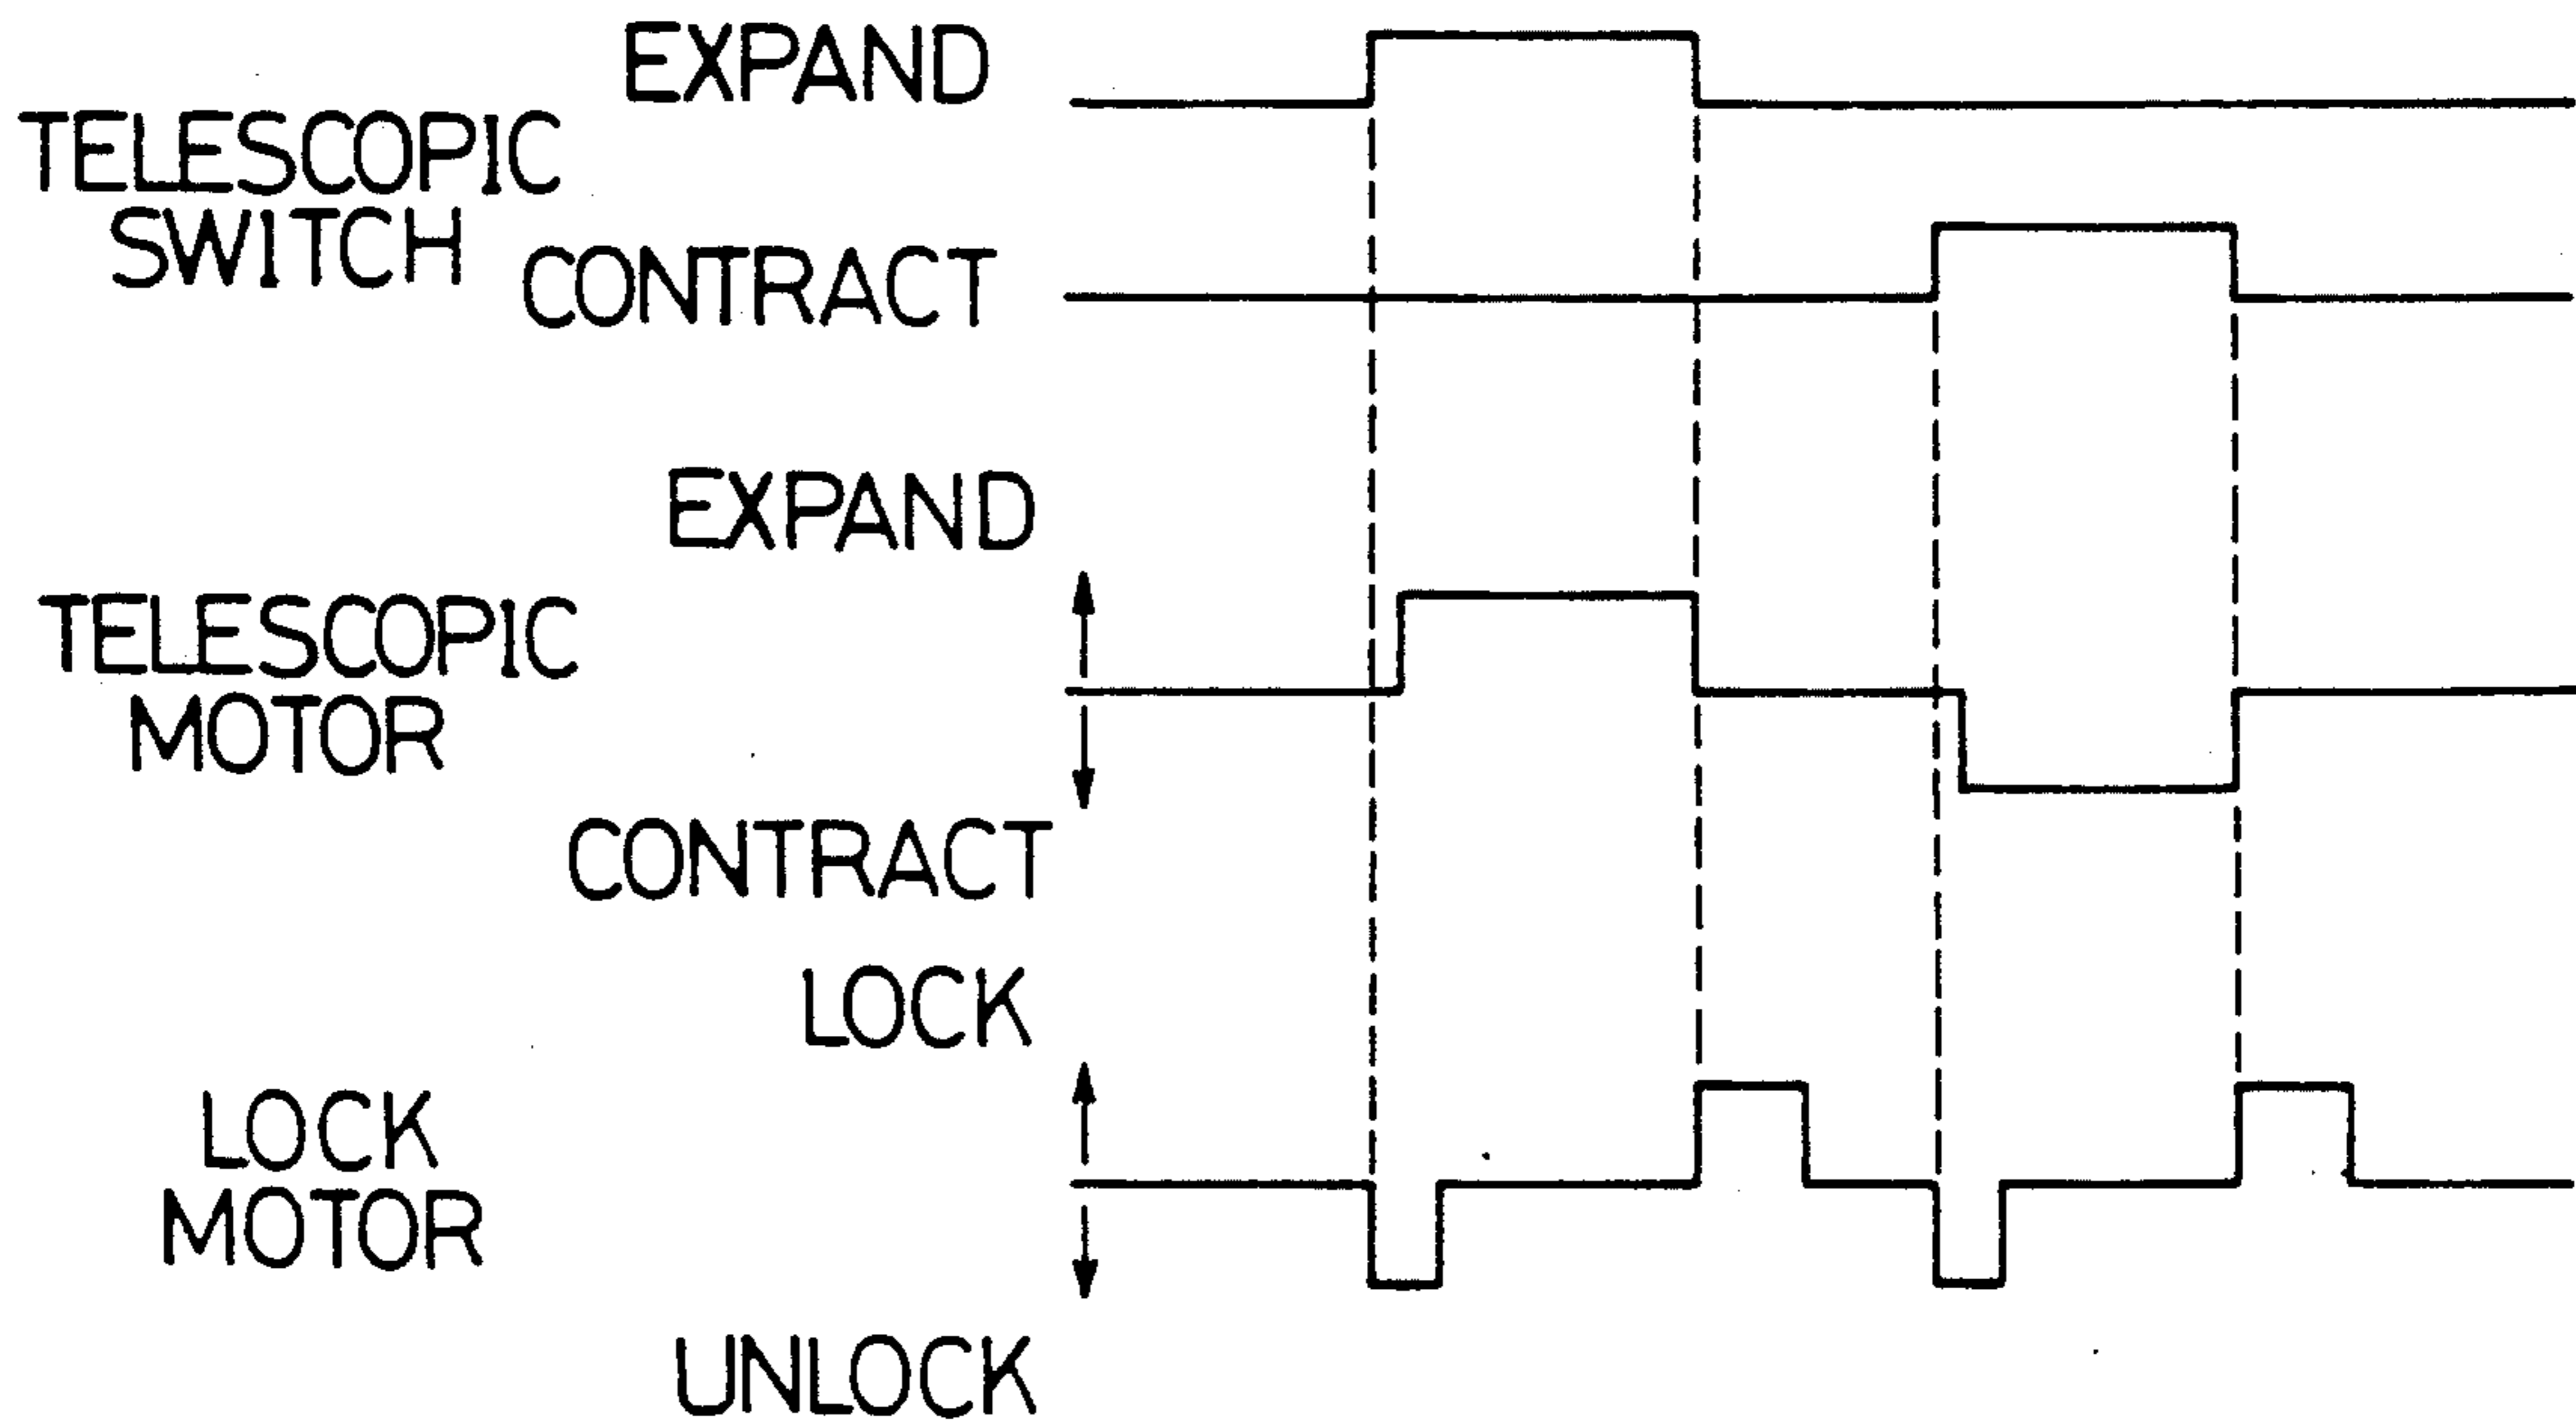 EXPAND
TELESCOPIC
SWITCH
CONTRACT
EXPAND
TELESCOPIC
MOTOR
CONTRACT
LOCK
LOCK
MOTOR
UNLOCK